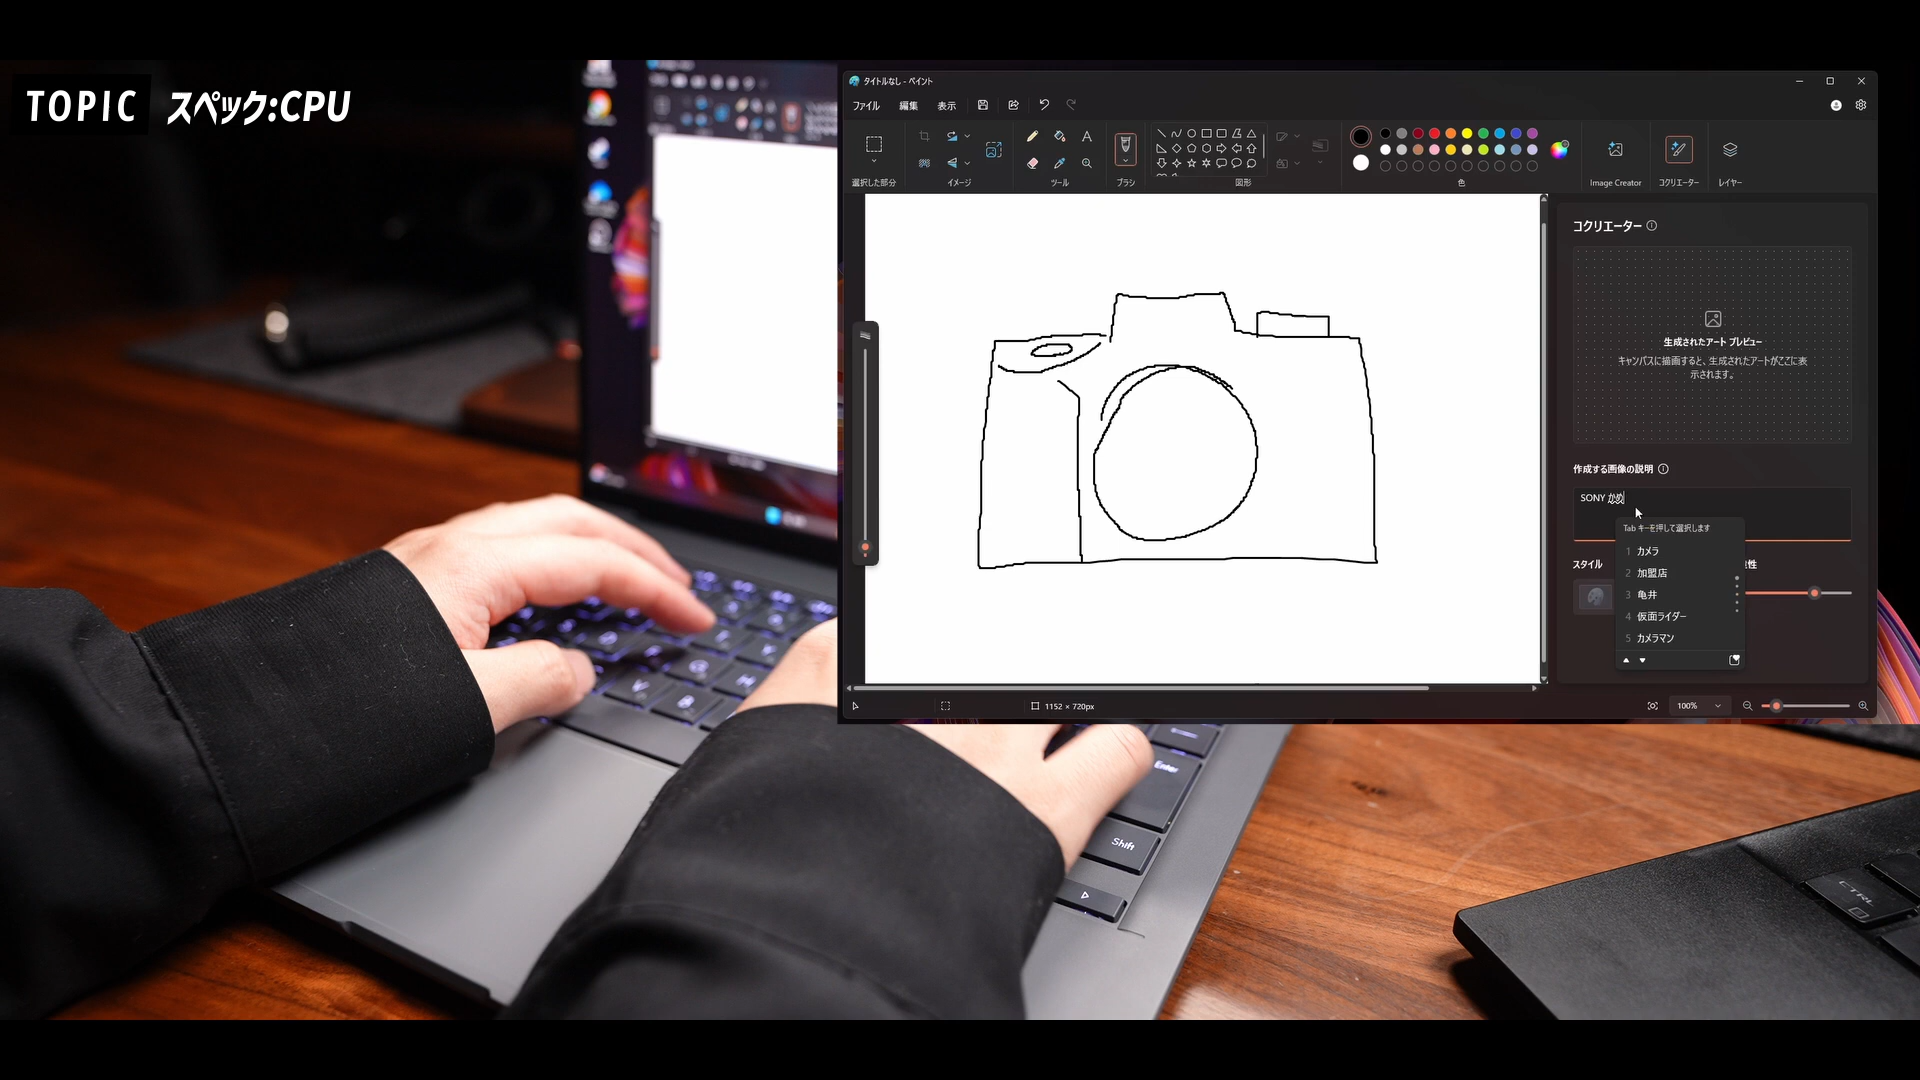 TOPIC スペック:CPU
タイトルなし - ペイント
ファイル 編集 表示
選択した部分 イメージ ツール ブラシ 図形 色 Image Creator コクリエーター レイヤー
コクリエーター
生成されたアート プレビュー
キャンバスに描画すると、生成されたアートがここに表
示されます。
作成する画像の説明
SONY かめ
Tab キーを押して選択します
1 カメラ
2 加盟店
3 亀井
4 仮面ライダー
5 カメラマン
スタイル
性
1152 × 720px
100%
Enter
Shift
CTRL